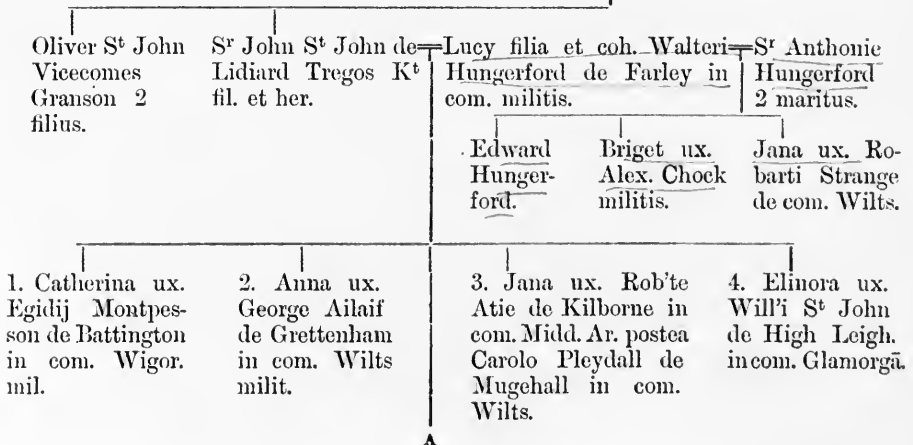 Oliver Sᵗ John
Vicecomes
Granson 2
filius.
Sʳ John Sᵗ John de
Lidiard Tregos Kᵗ
fil. et her.
Lucy filia et coh. Walteri
Hungerford de Farley in
com. militis.
Sʳ Anthonie
Hungerford
2 maritus.
Edward
Hunger-
ford.
Briget ux.
Alex. Chock
militis.
Jana ux. Ro-
barti Strange
de com. Wilts.
1. Catherina ux.
Egidij Montpes-
son de Battington
in com. Wigor.
mil.
2. Anna ux.
George Ailaif
de Grettenham
in com. Wilts
milit.
3. Jana ux. Rob'te
Atie de Kilborne in
com. Midd. Ar. postea
Carolo Pleydall de
Mugehall in com.
Wilts.
4. Elinora ux.
Will'i Sᵗ John
de High Leigh.
in com. Glamorgā.
A